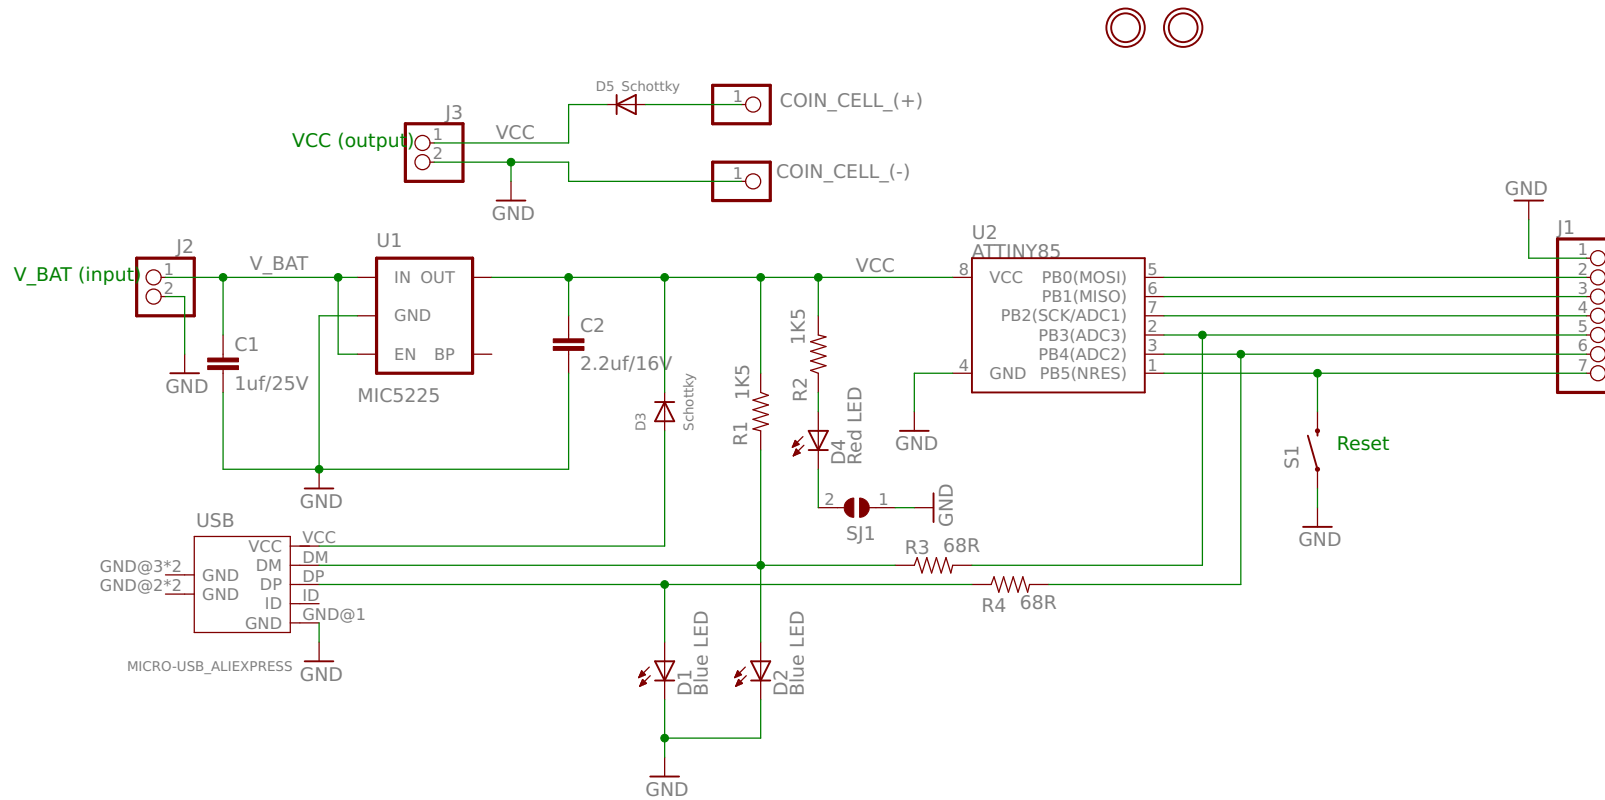 D5 Schottky
1
COIN_CELL_(+)
J3
VCC (output)
1
2
VCC
1
COIN_CELL_(-)
GND
GND
J2
V_BAT (input)
1
2
V_BAT
GND
C1
1uf/25V
U1
IN OUT
GND
EN BP
MIC5225
C2
2.2uf/16V
GND
D3
Schottky
R1
1K5
R2
1K5
D4
Red LED
2
1
SJ1
GND
VCC
U2
ATTINY85
8
VCC
PB0(MOSI)
5
PB1(MISO)
6
PB2(SCK/ADC1)
7
PB3(ADC3)
2
PB4(ADC2)
3
4
GND
PB5(NRES)
1
GND
J1
1
2
3
4
5
6
7
S1
Reset
GND
USB
VCC
VCC
DM
DM
DP
DP
ID
ID
GND
GND@1
GND@3*2
GND
GND@2*2
GND
MICRO-USB_ALIEXPRESS
GND
R3
68R
R4
68R
D1
Blue LED
D2
Blue LED
GND